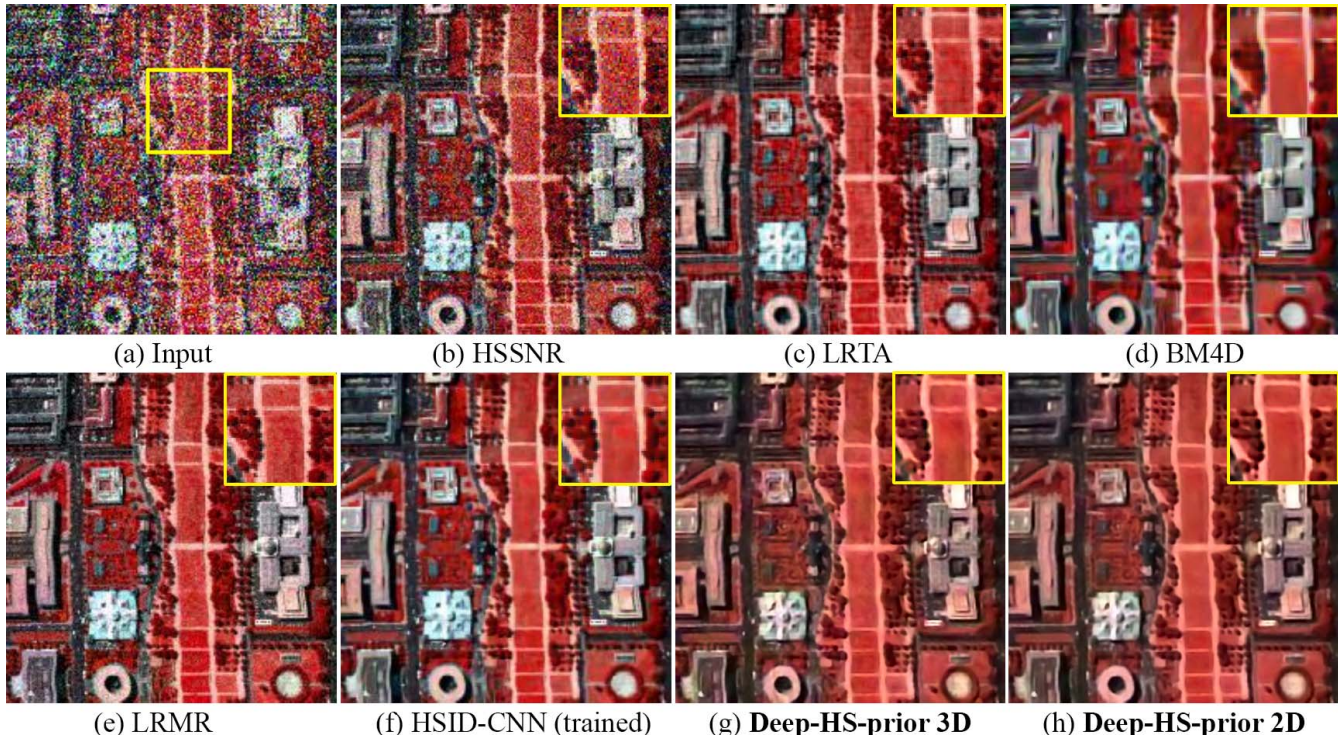 (a) Input
(b) HSSNR
(c) LRTA
(d) BM4D
(e) LRMR
(f) HSID-CNN (trained)
(g) Deep-HS-prior 3D
(h) Deep-HS-prior 2D